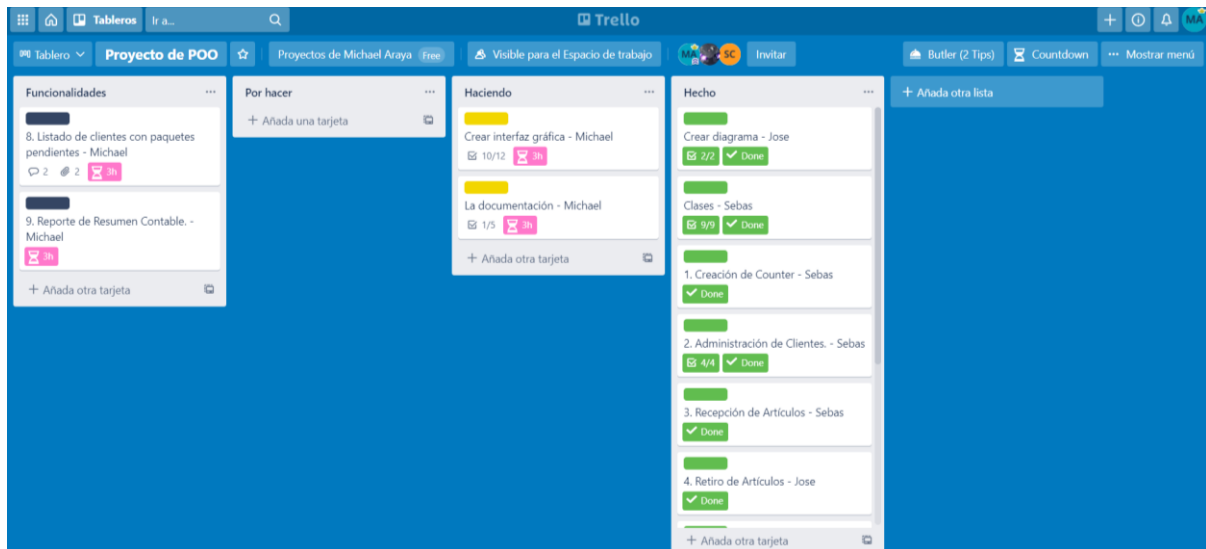 Tableros
Ir a...
Trello
MA
Tablero
Proyecto de POO
Proyectos de Michael Araya Free
Visible para el Espacio de trabajo
MA
SC
Invitar
Butler (2 Tips)
Countdown
Mostrar menú
Funcionalidades
8. Listado de clientes con paquetes
pendientes - Michael
2 2 3h
9. Reporte de Resumen Contable. -
Michael
3h
+ Añada otra tarjeta
Por hacer
+ Añada una tarjeta
Haciendo
Crear interfaz gráfica - Michael
10/12 3h
La documentación - Michael
1/5 3h
+ Añada otra tarjeta
Hecho
Crear diagrama - Jose
2/2 Done
Clases - Sebas
9/9 Done
1. Creación de Counter - Sebas
Done
2. Administración de Clientes. - Sebas
4/4 Done
3. Recepción de Artículos - Sebas
Done
4. Retiro de Artículos - Jose
Done
+ Añada otra tarjeta
+ Añada otra lista